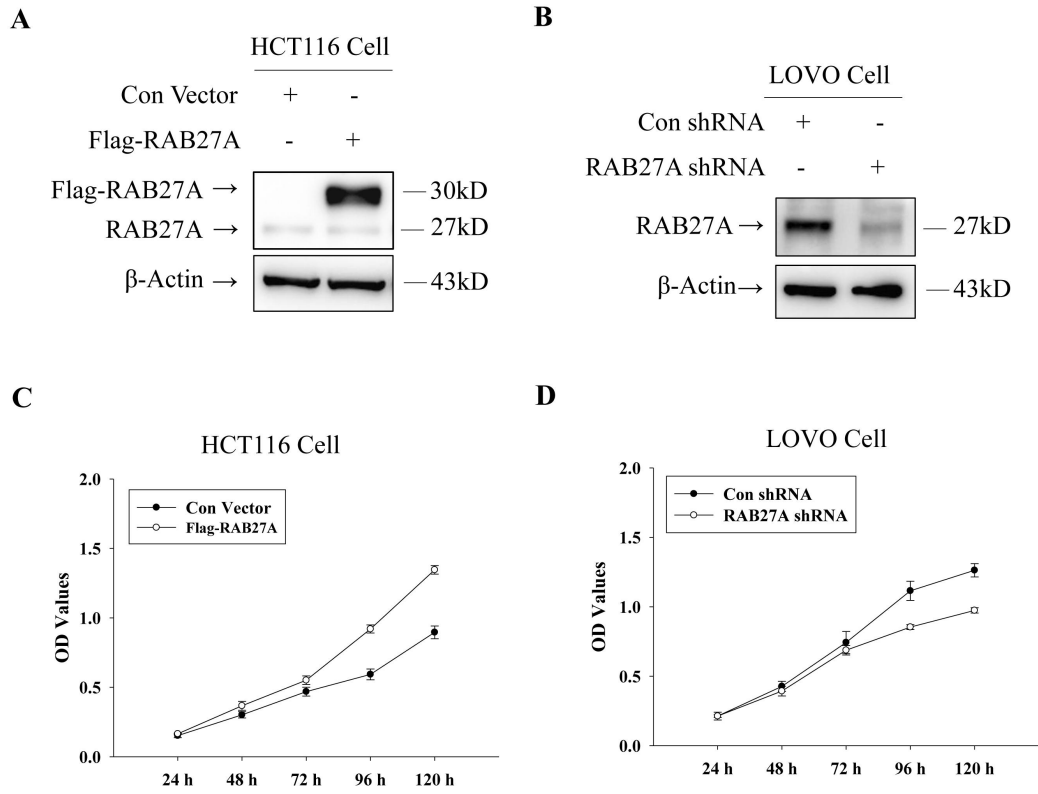 A
HCT116 Cell
Con Vector + -
Flag-RAB27A - +
Flag-RAB27A → — 30kD
RAB27A → — 27kD
β-Actin → — 43kD
B
LOVO Cell
Con shRNA + -
RAB27A shRNA - +
RAB27A → — 27kD
β-Actin→ — 43kD
C
HCT116 Cell
2.0
1.5
1.0
0.5
0.0
OD Values
Con Vector
Flag-RAB27A
24 h 48 h 72 h 96 h 120 h
D
LOVO Cell
2.0
1.5
1.0
0.5
0.0
OD Values
Con shRNA
RAB27A shRNA
24 h 48 h 72 h 96 h 120 h